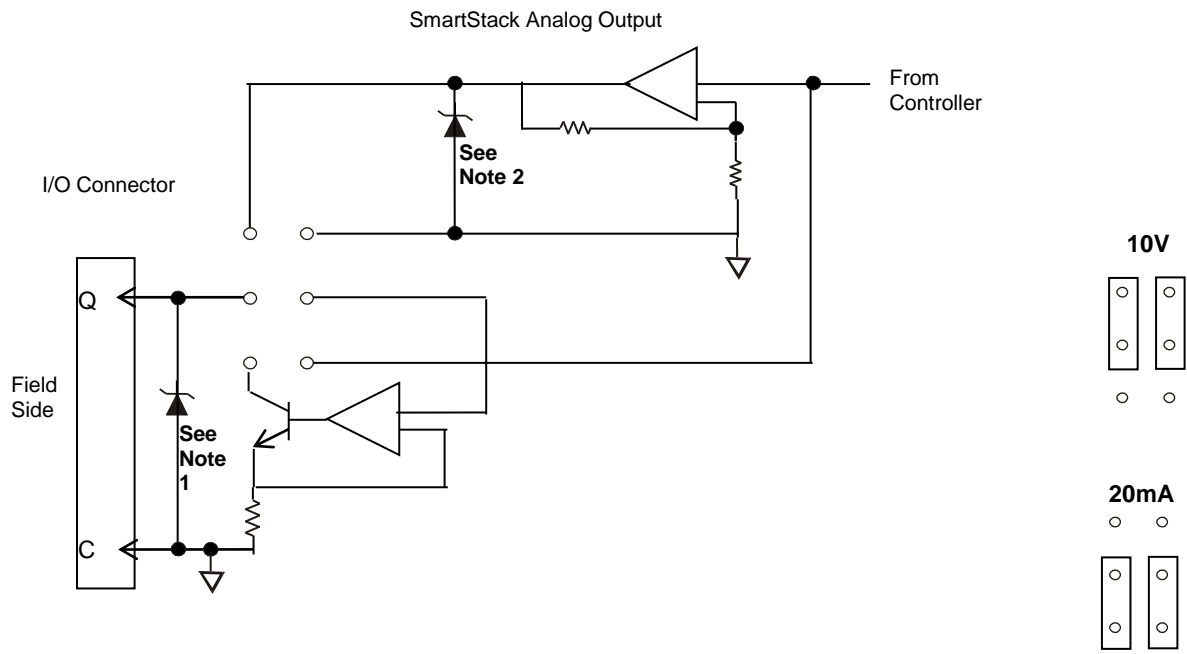 SmartStack Analog Output
From
Controller
See
Note 2
I/O Connector
10V
Q
Field
Side
See
Note
1
20mA
C